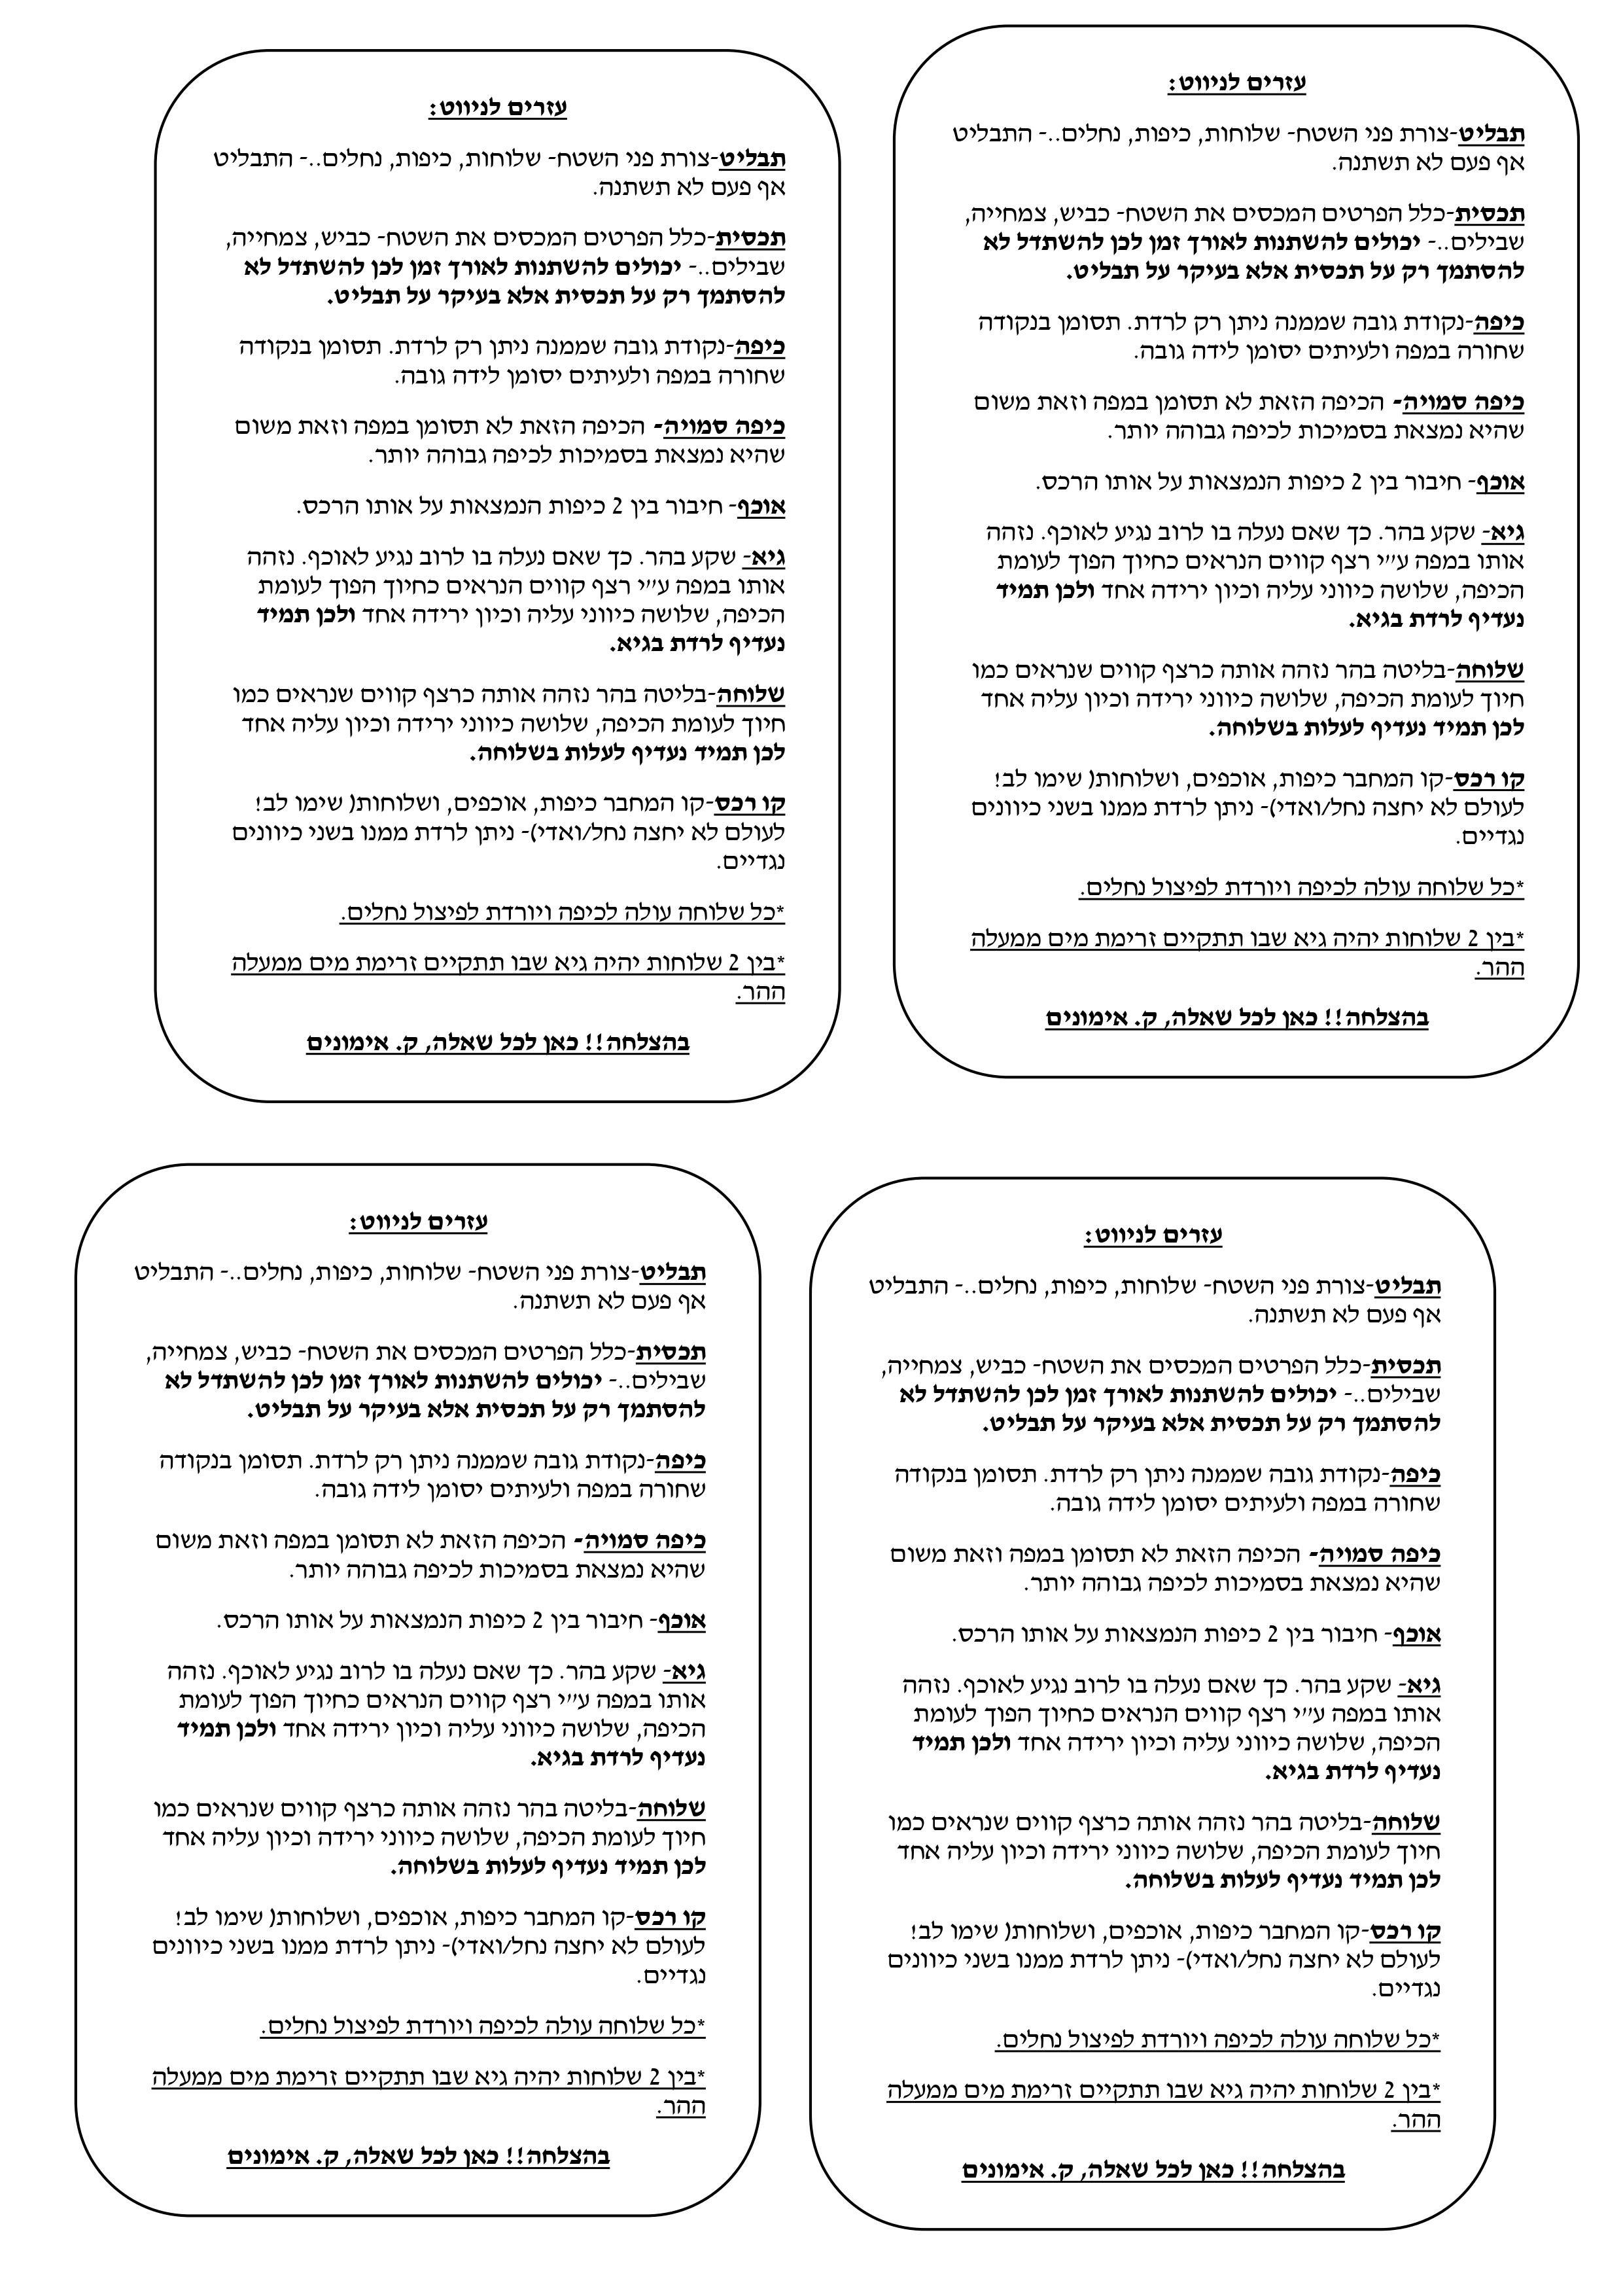 עזרים לניווט:
תבליט-צורת פני השטח- שלוחות, כיפות, נחלים..- התבליט
אף פעם לא תשתנה.
תכסית-כלל הפרטים המכסים את השטח- כביש, צמחייה,
שבילים..- יכולים להשתנות לאורך זמן לכן להשתדל לא
להסתמך רק על תכסית אלא בעיקר על תבליט.
כיפה-נקודת גובה שממנה ניתן רק לרדת. תסומן בנקודה
שחורה במפה ולעיתים יסומן לידה גובה.
כיפה סמויה- הכיפה הזאת לא תסומן במפה וזאת משום
שהיא נמצאת בסמיכות לכיפה גבוהה יותר.
אוכף- חיבור בין 2 כיפות הנמצאות על אותו הרכס.
גיא- שקע בהר. כך שאם נעלה בו לרוב נגיע לאוכף. נזהה
אותו במפה ע"י רצף קווים הנראים כחיוך הפוך לעומת
הכיפה, שלושה כיווני עליה וכיון ירידה אחד ולכן תמיד
נעדיף לרדת בגיא.
שלוחה-בליטה בהר נזהה אותה כרצף קווים שנראים כמו
חיוך לעומת הכיפה, שלושה כיווני ירידה וכיון עליה אחד
לכן תמיד נעדיף לעלות בשלוחה.
קו רכס-קו המחבר כיפות, אוכפים, ושלוחות( שימו לב!
לעולם לא יחצה נחל/ואדי)- ניתן לרדת ממנו בשני כיוונים
נגדיים.
*כל שלוחה עולה לכיפה ויורדת לפיצול נחלים.
*בין 2 שלוחות יהיה גיא שבו תתקיים זרימת מים ממעלה
ההר.
בהצלחה!! כאן לכל שאלה, ק. אימונים
עזרים לניווט:
תבליט-צורת פני השטח- שלוחות, כיפות, נחלים..- התבליט
אף פעם לא תשתנה.
תכסית-כלל הפרטים המכסים את השטח- כביש, צמחייה,
שבילים..- יכולים להשתנות לאורך זמן לכן להשתדל לא
להסתמך רק על תכסית אלא בעיקר על תבליט.
כיפה-נקודת גובה שממנה ניתן רק לרדת. תסומן בנקודה
שחורה במפה ולעיתים יסומן לידה גובה.
כיפה סמויה- הכיפה הזאת לא תסומן במפה וזאת משום
שהיא נמצאת בסמיכות לכיפה גבוהה יותר.
אוכף- חיבור בין 2 כיפות הנמצאות על אותו הרכס.
גיא- שקע בהר. כך שאם נעלה בו לרוב נגיע לאוכף. נזהה
אותו במפה ע"י רצף קווים הנראים כחיוך הפוך לעומת
הכיפה, שלושה כיווני עליה וכיון ירידה אחד ולכן תמיד
נעדיף לרדת בגיא.
שלוחה-בליטה בהר נזהה אותה כרצף קווים שנראים כמו
חיוך לעומת הכיפה, שלושה כיווני ירידה וכיון עליה אחד
לכן תמיד נעדיף לעלות בשלוחה.
קו רכס-קו המחבר כיפות, אוכפים, ושלוחות( שימו לב!
לעולם לא יחצה נחל/ואדי)- ניתן לרדת ממנו בשני כיוונים
נגדיים.
*כל שלוחה עולה לכיפה ויורדת לפיצול נחלים.
*בין 2 שלוחות יהיה גיא שבו תתקיים זרימת מים ממעלה
ההר.
בהצלחה!! כאן לכל שאלה, ק. אימונים
עזרים לניווט:
תבליט-צורת פני השטח- שלוחות, כיפות, נחלים..- התבליט
אף פעם לא תשתנה.
תכסית-כלל הפרטים המכסים את השטח- כביש, צמחייה,
שבילים..- יכולים להשתנות לאורך זמן לכן להשתדל לא
להסתמך רק על תכסית אלא בעיקר על תבליט.
כיפה-נקודת גובה שממנה ניתן רק לרדת. תסומן בנקודה
שחורה במפה ולעיתים יסומן לידה גובה.
כיפה סמויה- הכיפה הזאת לא תסומן במפה וזאת משום
שהיא נמצאת בסמיכות לכיפה גבוהה יותר.
אוכף- חיבור בין 2 כיפות הנמצאות על אותו הרכס.
גיא- שקע בהר. כך שאם נעלה בו לרוב נגיע לאוכף. נזהה
אותו במפה ע"י רצף קווים הנראים כחיוך הפוך לעומת
הכיפה, שלושה כיווני עליה וכיון ירידה אחד ולכן תמיד
נעדיף לרדת בגיא.
שלוחה-בליטה בהר נזהה אותה כרצף קווים שנראים כמו
חיוך לעומת הכיפה, שלושה כיווני ירידה וכיון עליה אחד
לכן תמיד נעדיף לעלות בשלוחה.
קו רכס-קו המחבר כיפות, אוכפים, ושלוחות( שימו לב!
לעולם לא יחצה נחל/ואדי)- ניתן לרדת ממנו בשני כיוונים
נגדיים.
*כל שלוחה עולה לכיפה ויורדת לפיצול נחלים.
*בין 2 שלוחות יהיה גיא שבו תתקיים זרימת מים ממעלה
ההר.
בהצלחה!! כאן לכל שאלה, ק. אימונים
עזרים לניווט:
תבליט-צורת פני השטח- שלוחות, כיפות, נחלים..- התבליט
אף פעם לא תשתנה.
תכסית-כלל הפרטים המכסים את השטח- כביש, צמחייה,
שבילים..- יכולים להשתנות לאורך זמן לכן להשתדל לא
להסתמך רק על תכסית אלא בעיקר על תבליט.
כיפה-נקודת גובה שממנה ניתן רק לרדת. תסומן בנקודה
שחורה במפה ולעיתים יסומן לידה גובה.
כיפה סמויה- הכיפה הזאת לא תסומן במפה וזאת משום
שהיא נמצאת בסמיכות לכיפה גבוהה יותר.
אוכף- חיבור בין 2 כיפות הנמצאות על אותו הרכס.
גיא- שקע בהר. כך שאם נעלה בו לרוב נגיע לאוכף. נזהה
אותו במפה ע"י רצף קווים הנראים כחיוך הפוך לעומת
הכיפה, שלושה כיווני עליה וכיון ירידה אחד ולכן תמיד
נעדיף לרדת בגיא.
שלוחה-בליטה בהר נזהה אותה כרצף קווים שנראים כמו
חיוך לעומת הכיפה, שלושה כיווני ירידה וכיון עליה אחד
לכן תמיד נעדיף לעלות בשלוחה.
קו רכס-קו המחבר כיפות, אוכפים, ושלוחות( שימו לב!
לעולם לא יחצה נחל/ואדי)- ניתן לרדת ממנו בשני כיוונים
נגדיים.
*כל שלוחה עולה לכיפה ויורדת לפיצול נחלים.
*בין 2 שלוחות יהיה גיא שבו תתקיים זרימת מים ממעלה
ההר.
בהצלחה!! כאן לכל שאלה, ק. אימונים